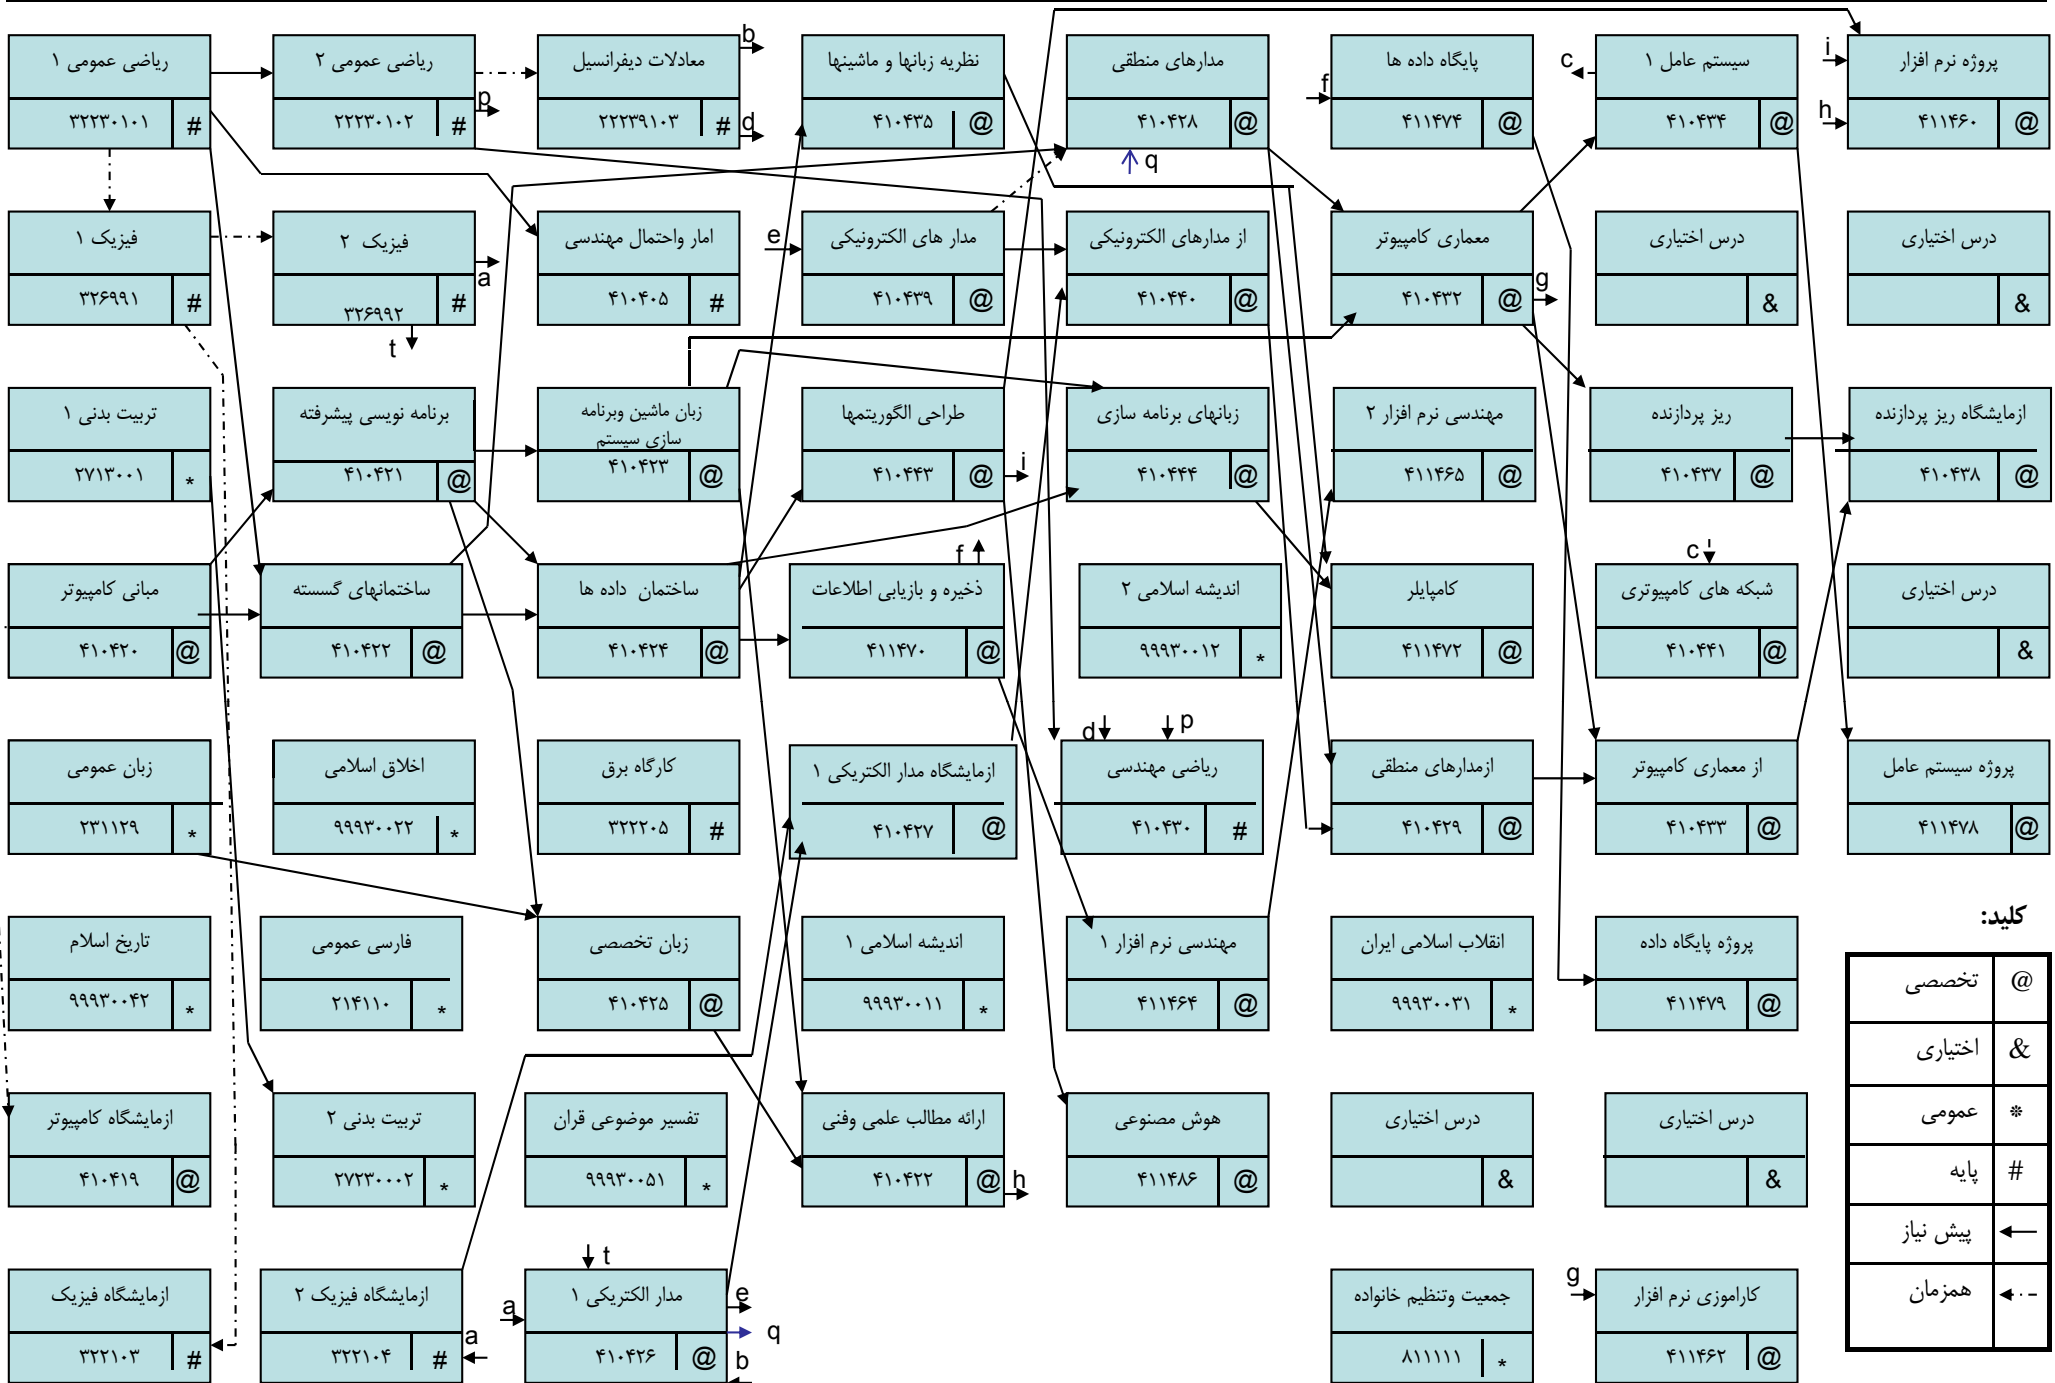 ریاضی عمومی ۱
۳۲۲۳۰۱۰۱ #
ریاضی عمومی ۲
۲۲۲۳۰۱۰۲ #
p
معادلات دیفرانسیل
۲۲۲۳۹۱۰۳ #
b
d
نظریه زبانها و ماشینها
۴۱۰۴۳۵ @
مدارهای منطقی
۴۱۰۴۲۸ @
q
پایگاه داده ها
۴۱۱۴۷۴ @
f
سیستم عامل ۱
۴۱۰۴۳۴ @
c
پروژه نرم افزار
۴۱۱۴۶۰ @
i
h
فیزیک ۱
۳۲۶۹۹۱ #
فیزیک ۲
۳۲۶۹۹۲ #
a
t
امار واحتمال مهندسی
۴۱۰۴۰۵ #
مدار های الکترونیکی
۴۱۰۴۳۹ @
e
از مدارهای الکترونیکی
۴۱۰۴۴۰ @
معماری کامپیوتر
۴۱۰۴۳۲ @
g
درس اختیاری
&
درس اختیاری
&
تربیت بدنی ۱
۲۷۱۳۰۰۱ *
برنامه نویسی پیشرفته
۴۱۰۴۲۱ @
زبان ماشین وبرنامه
سازی سیستم
۴۱۰۴۲۳ @
طراحی الگوریتمها
۴۱۰۴۴۳ @
i
زبانهای برنامه سازی
۴۱۰۴۴۴ @
مهندسی نرم افزار ۲
۴۱۱۴۶۵ @
ریز پردازنده
۴۱۰۴۳۷ @
ازمایشگاه ریز پردازنده
۴۱۰۴۳۸ @
مبانی کامپیوتر
۴۱۰۴۲۰ @
ساختمانهای گسسته
۴۱۰۴۲۲ @
ساختمان داده ها
۴۱۰۴۲۴ @
ذخیره و بازیابی اطلاعات
۴۱۱۴۷۰ @
f
اندیشه اسلامی ۲
۹۹۹۳۰۰۱۲ *
کامپایلر
۴۱۱۴۷۲ @
شبکه های کامپیوتری
۴۱۰۴۴۱ @
c
درس اختیاری
&
زبان عمومی
۲۳۱۱۲۹ *
اخلاق اسلامی
۹۹۹۳۰۰۲۲ *
کارگاه برق
۳۲۲۲۰۵ #
ازمایشگاه مدار الکتریکی ۱
۴۱۰۴۲۷ @
ریاضی مهندسی
۴۱۰۴۳۰ #
d
p
ازمدارهای منطقی
۴۱۰۴۲۹ @
از معماری کامپیوتر
۴۱۰۴۳۳ @
پروژه سیستم عامل
۴۱۱۴۷۸ @
تاریخ اسلام
۹۹۹۳۰۰۴۲ *
فارسی عمومی
۲۱۴۱۱۰ *
زبان تخصصی
۴۱۰۴۲۵ @
اندیشه اسلامی ۱
۹۹۹۳۰۰۱۱ *
مهندسی نرم افزار ۱
۴۱۱۴۶۴ @
انقلاب اسلامی ایران
۹۹۹۳۰۰۳۱ *
پروژه پایگاه داده
۴۱۱۴۷۹ @
ازمایشگاه کامپیوتر
۴۱۰۴۱۹ @
تربیت بدنی ۲
۲۷۲۳۰۰۰۲ *
تفسیر موضوعی قران
۹۹۹۳۰۰۵۱ *
ارائه مطالب علمی وفنی
۴۱۰۴۲۲ @
h
هوش مصنوعی
۴۱۱۴۸۶ @
درس اختیاری
&
درس اختیاری
&
ازمایشگاه فیزیک
۳۲۲۱۰۳ #
ازمایشگاه فیزیک ۲
۳۲۲۱۰۴ #
a
مدار الکتریکی ۱
۴۱۰۴۲۶ @
t
a
e
q
b
جمعیت وتنظیم خانواده
۸۱۱۱۱۱ *
کاراموزی نرم افزار
۴۱۱۴۶۲ @
g
کلید:
@ تخصصی
& اختیاری
* عمومی
# پایه
پیش نیاز
همزمان